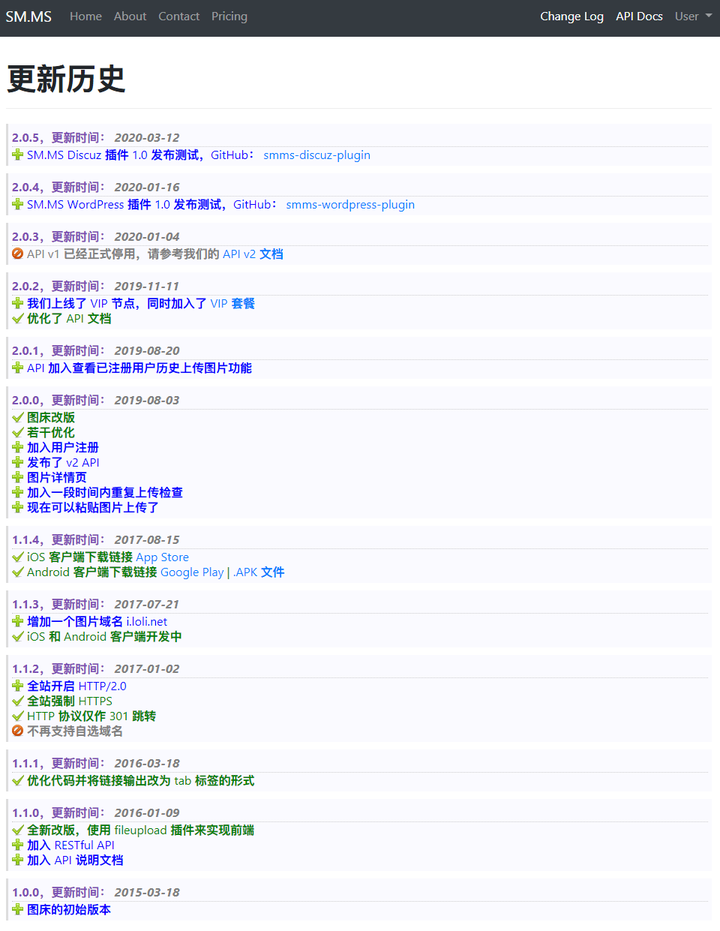 SM.MS Home About Contact Pricing Change Log API Docs User
更新历史
2.0.5，更新时间： 2020-03-12
SM.MS Discuz 插件 1.0 发布测试，GitHub： smms-discuz-plugin
2.0.4，更新时间： 2020-01-16
SM.MS WordPress 插件 1.0 发布测试，GitHub： smms-wordpress-plugin
2.0.3，更新时间： 2020-01-04
API v1 已经正式停用，请参考我们的 API v2 文档
2.0.2，更新时间： 2019-11-11
我们上线了 VIP 节点，同时加入了 VIP 套餐
优化了 API 文档
2.0.1，更新时间： 2019-08-20
API 加入查看已注册用户历史上传图片功能
2.0.0，更新时间： 2019-08-03
图床改版
若干优化
加入用户注册
发布了 v2 API
图片详情页
加入一段时间内重复上传检查
现在可以粘贴图片上传了
1.1.4，更新时间： 2017-08-15
iOS 客户端下载链接 App Store
Android 客户端下载链接 Google Play | .APK 文件
1.1.3，更新时间： 2017-07-21
增加一个图片域名 i.loli.net
iOS 和 Android 客户端开发中
1.1.2，更新时间： 2017-01-02
全站开启 HTTP/2.0
全站强制 HTTPS
HTTP 协议仅作 301 跳转
不再支持自选域名
1.1.1，更新时间： 2016-03-18
优化代码并将链接输出改为 tab 标签的形式
1.1.0，更新时间： 2016-01-09
全新改版，使用 fileupload 插件来实现前端
加入 RESTful API
加入 API 说明文档
1.0.0，更新时间： 2015-03-18
图床的初始版本